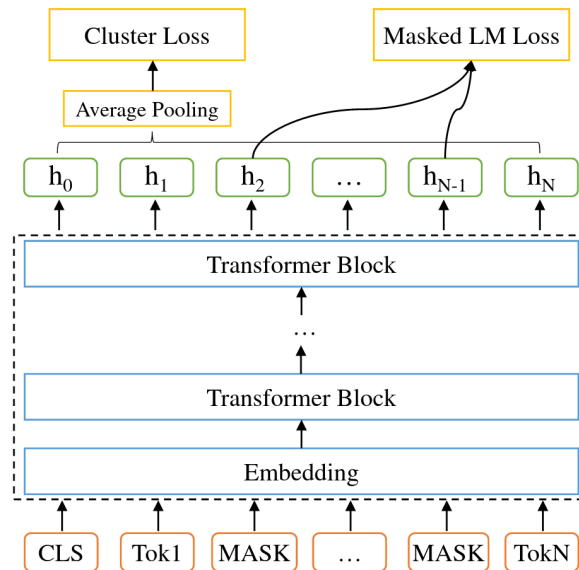 Cluster Loss
Masked LM Loss
Average Pooling
h0 h1 h2 … hN-1 hN
Transformer Block
…
Transformer Block
Embedding
CLS Tok1 MASK … MASK TokN